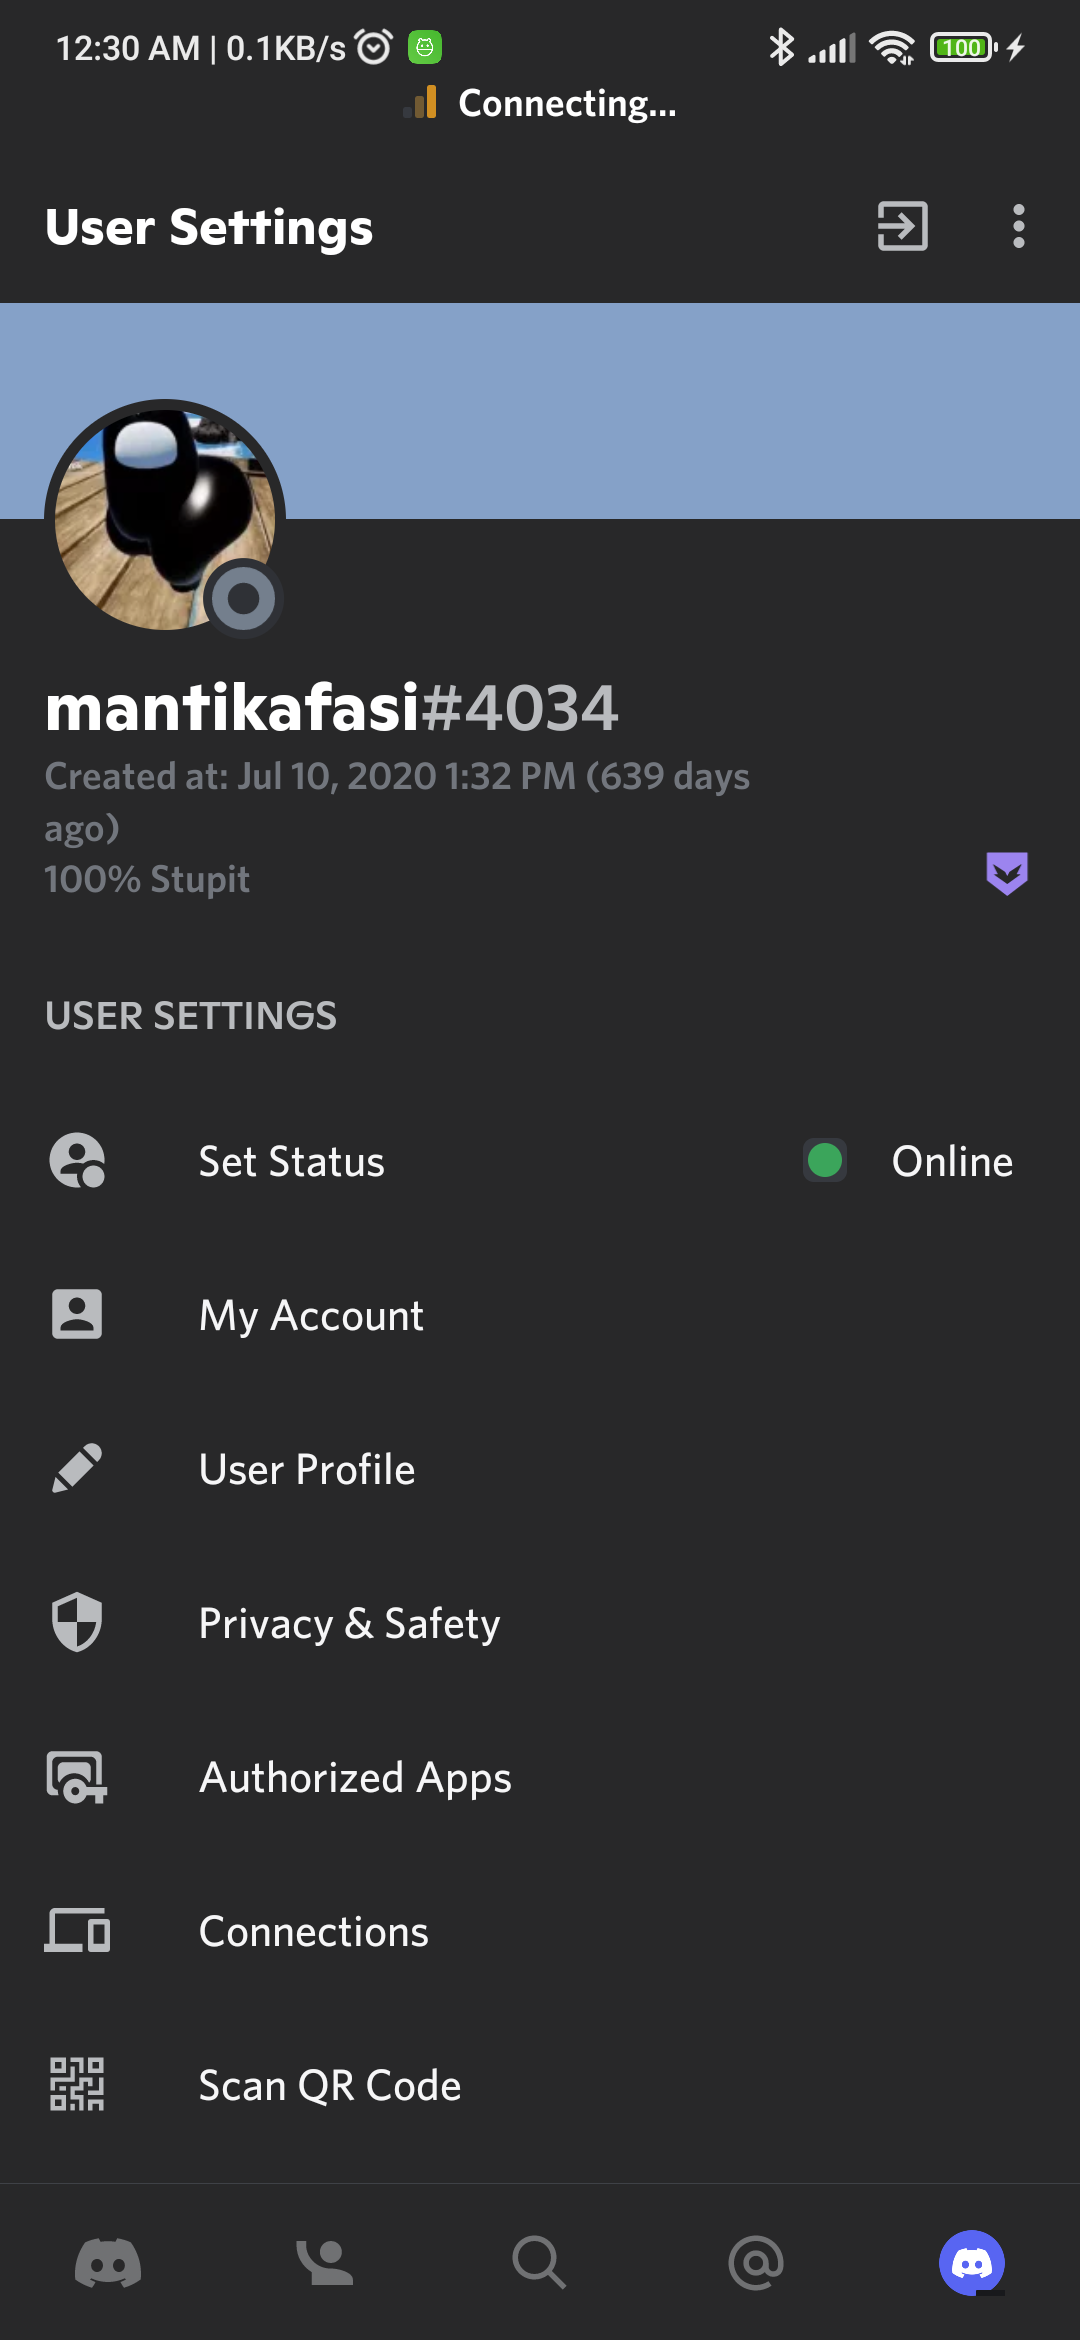 12:30 AM | 0.1KB/s 100
Connecting...
User Settings
mantikafasi#4034
Created at: Jul 10, 2020 1:32 PM (639 days
ago)
100% Stupit
USER SETTINGS
Set Status Online
My Account
User Profile
Privacy & Safety
Authorized Apps
Connections
Scan QR Code